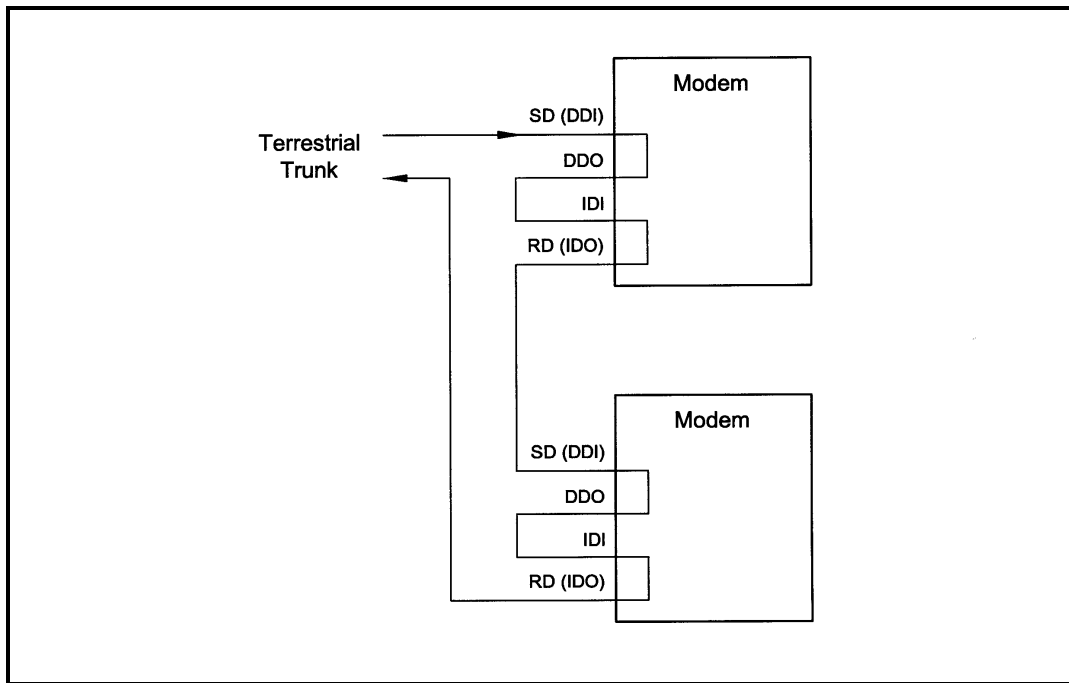 Modem
SD (DDI)
Terrestrial
Trunk
DDO
IDI
RD (IDO)
Modem
SD (DDI)
DDO
IDI
RD (IDO)